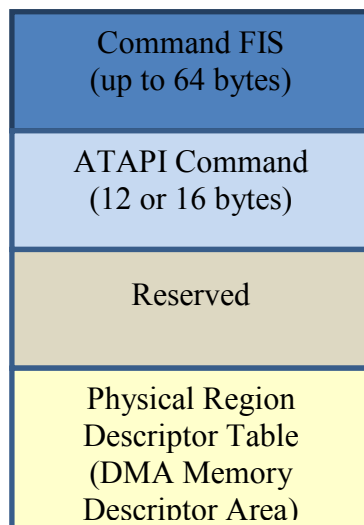 Command FIS
(up to 64 bytes)
ATAPI Command
(12 or 16 bytes)
Reserved
Physical Region
Descriptor Table
(DMA Memory
Descriptor Area)